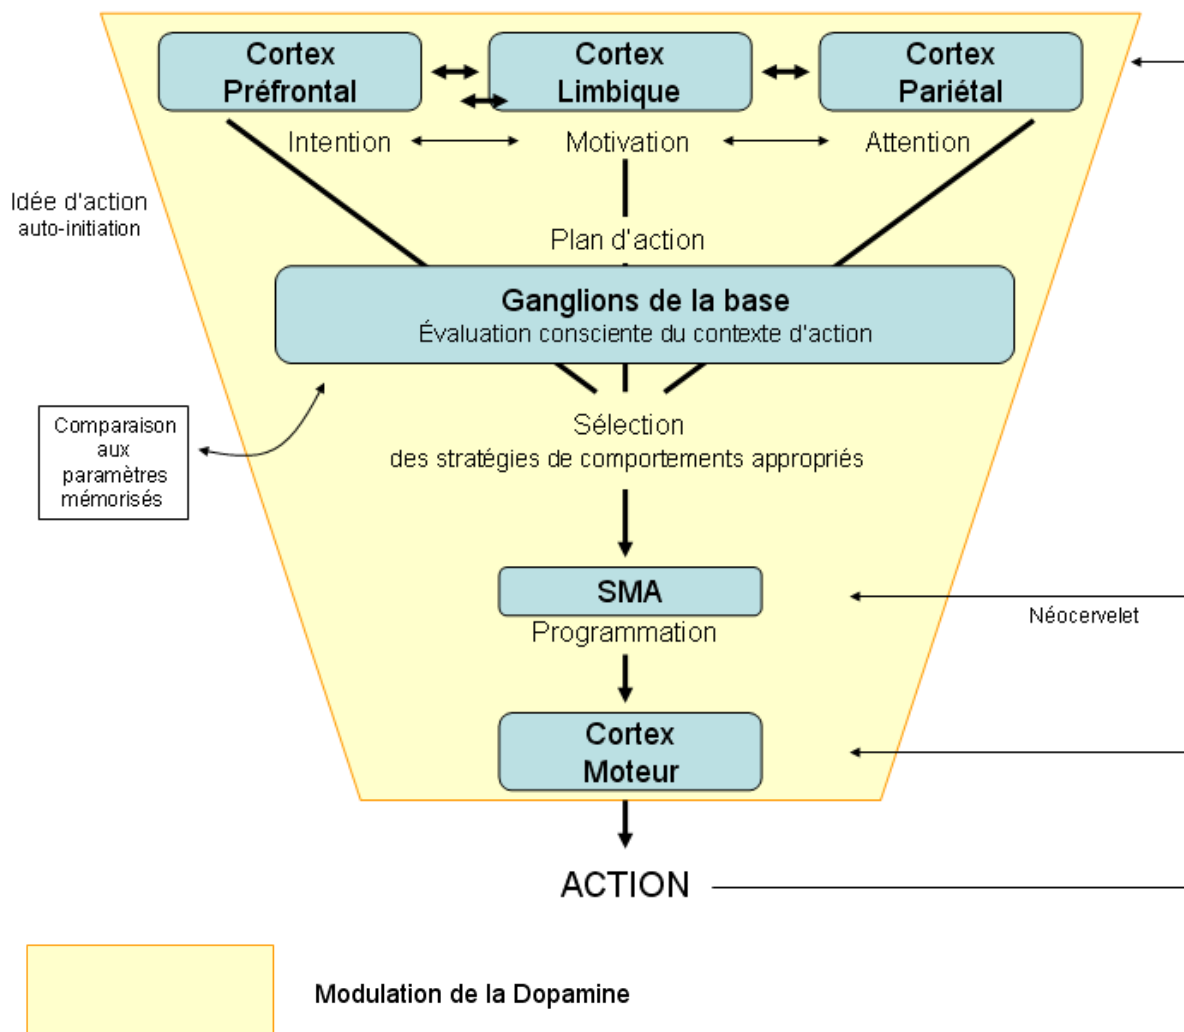 Cortex
Préfrontal
Cortex
Limbique
Cortex
Pariétal
Intention
Motivation
Attention
Idée d'action
auto-initiation
Plan d'action
Ganglions de la base
Évaluation consciente du contexte d'action
Comparaison
aux
paramètres
mémorisés
Sélection
des stratégies de comportements appropriés
SMA
Programmation
Néocervelet
Cortex
Moteur
ACTION
Modulation de la Dopamine